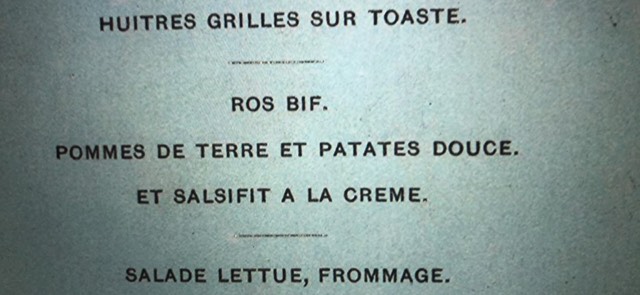 HUITRES GRILLES SUR TOASTE.
ROS BIF.
POMMES DE TERRE ET PATATES DOUCE.
ET SALSIFIT A LA CREME.
SALADE LETTUE, FROMMAGE.